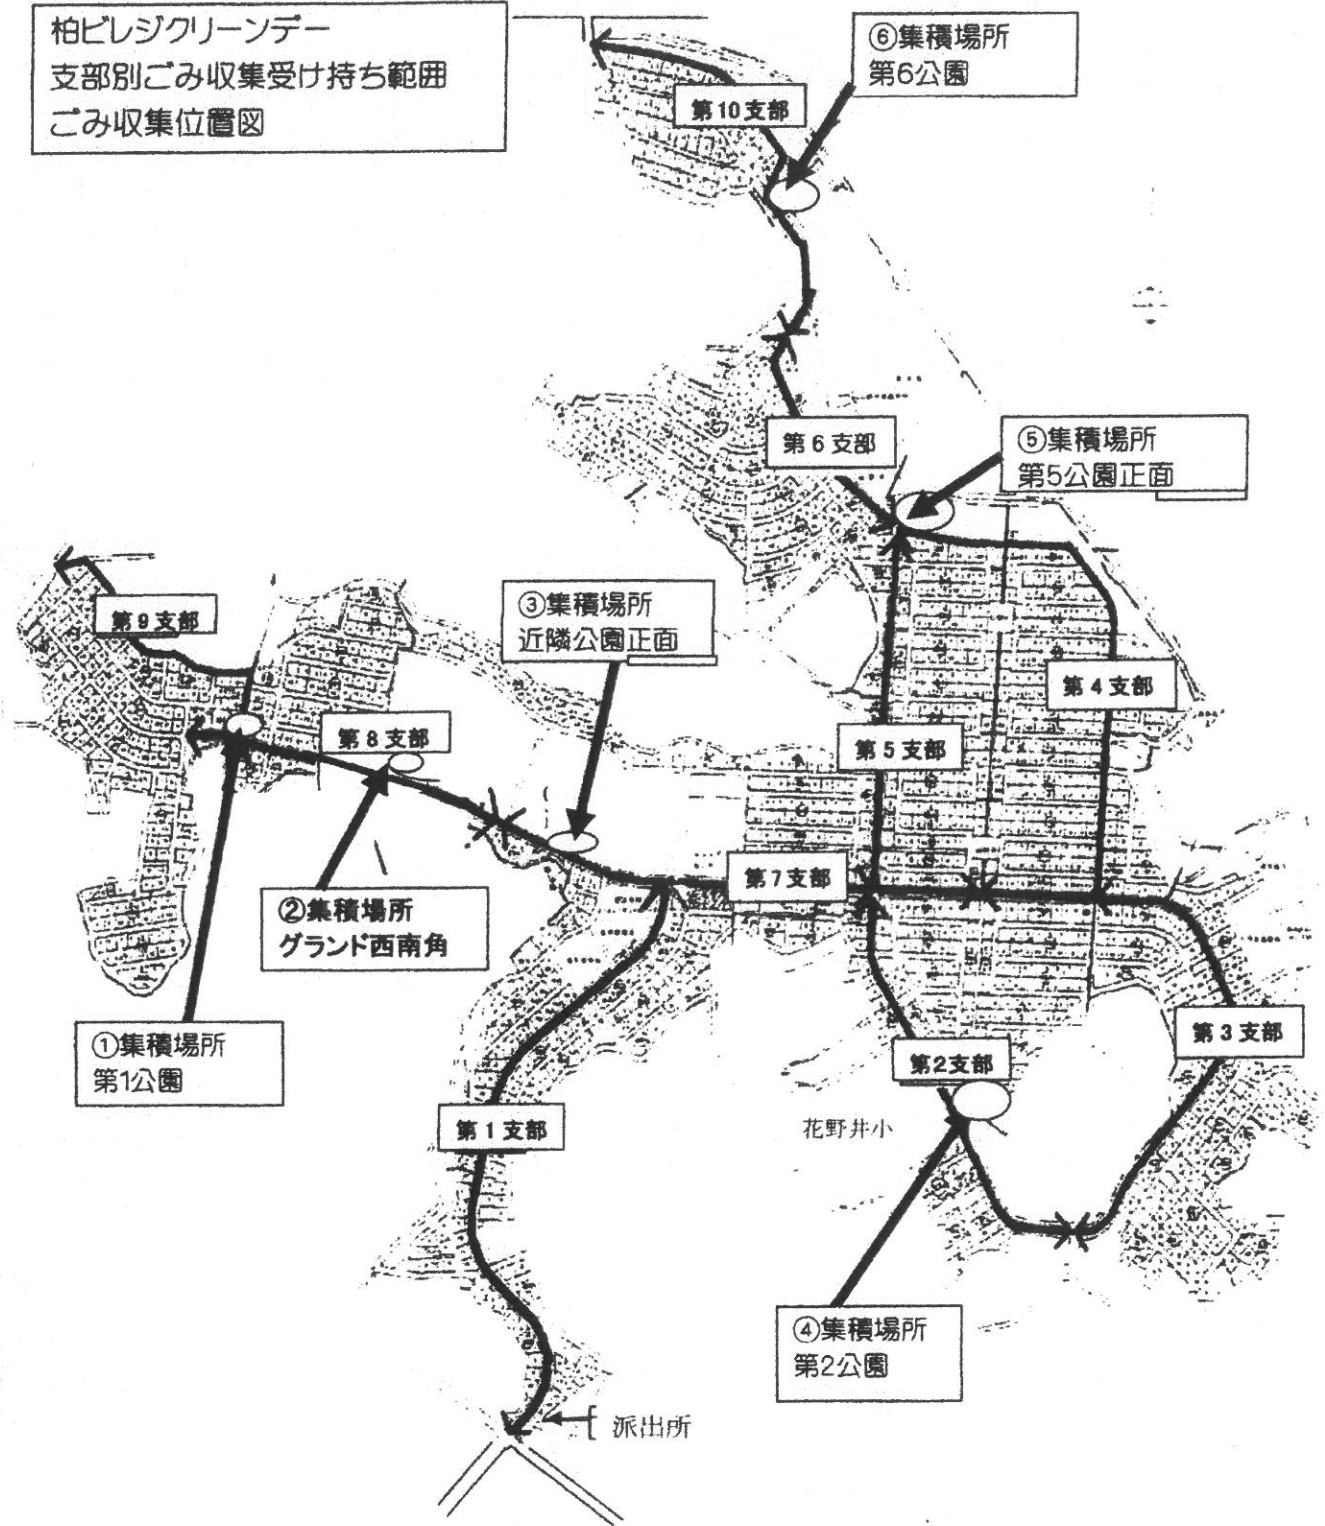 柏ビレジクリーンデー
支部別ごみ収集受け持ち範囲
ごみ収集位置図
⑥集積場所
第6公園
第10支部
第6支部
⑤集積場所
第5公園正面
第9支部
③集積場所
近隣公園正面
第4支部
第8支部
第5支部
第7支部
②集積場所
グランド西南角
①集積場所
第1公園
第3支部
第2支部
第1支部
花野井小
④集積場所
第2公園
派出所